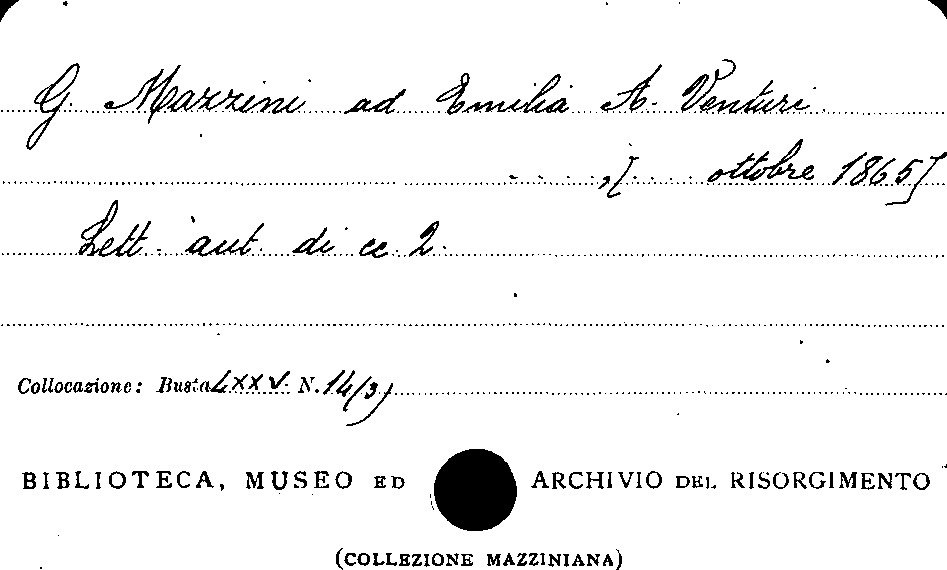 G. Mazzini ad Emilia A. Venturi.
. . . . , [. . . . ottobre 1865]
Lett. aut. di cc. 2.
Collocazione: Busta LXXV. N. 14(3)
BIBLIOTECA, MUSEO ED ARCHIVIO DEL RISORGIMENTO
(COLLEZIONE MAZZINIANA)